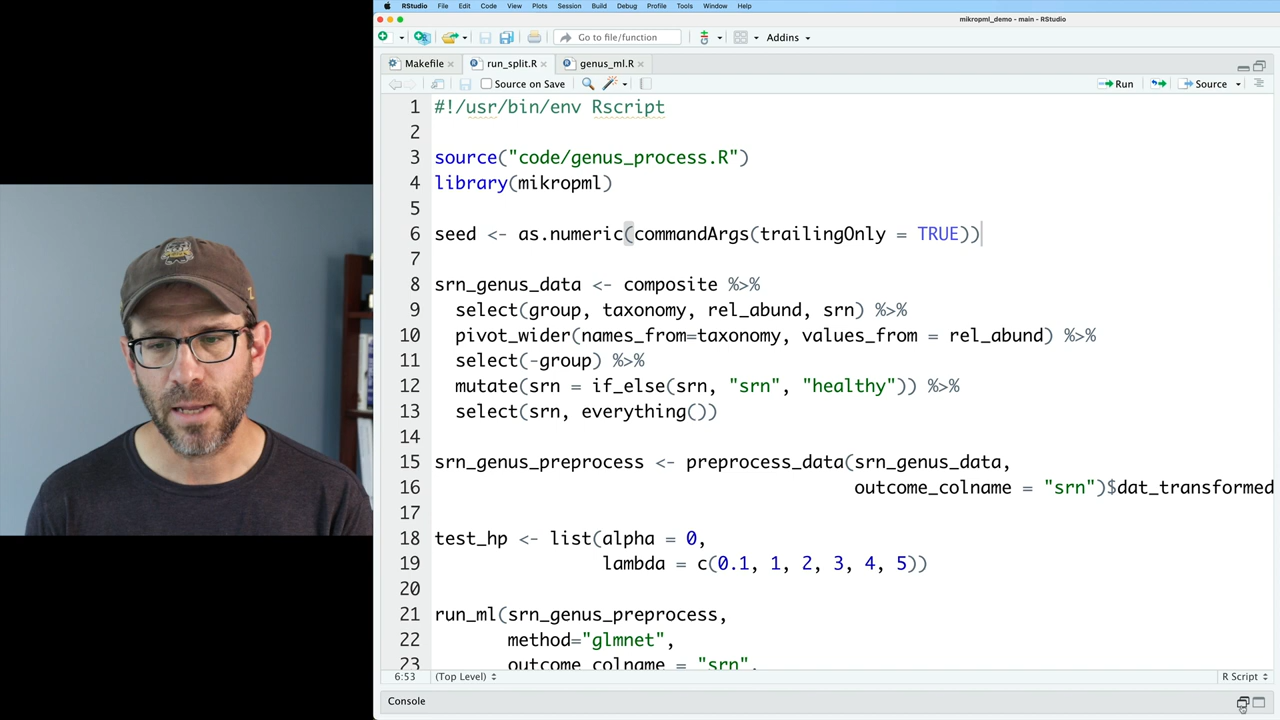 RStudio File Edit Code View Plots Session Build Debug Profile Tools Window Help
mikropml_demo - main - RStudio
Go to file/function Addins
Makefile run_split.R genus_ml.R
Source on Save Run Source
1 #!/usr/bin/env Rscript
2
3 source("code/genus_process.R")
4 library(mikropml)
5
6 seed <- as.numeric(commandArgs(trailingOnly = TRUE))
7
8 srn_genus_data <- composite %>%
9 select(group, taxonomy, rel_abund, srn) %>%
10 pivot_wider(names_from=taxonomy, values_from = rel_abund) %>%
11 select(-group) %>%
12 mutate(srn = if_else(srn, "srn", "healthy")) %>%
13 select(srn, everything())
14
15 srn_genus_preprocess <- preprocess_data(srn_genus_data,
16 outcome_colname = "srn")$dat_transformed
17
18 test_hp <- list(alpha = 0,
19 lambda = c(0.1, 1, 2, 3, 4, 5))
20
21 run_ml(srn_genus_preprocess,
22 method="glmnet",
23 outcome_colname = "srn",
6:53 (Top Level) R Script
Console